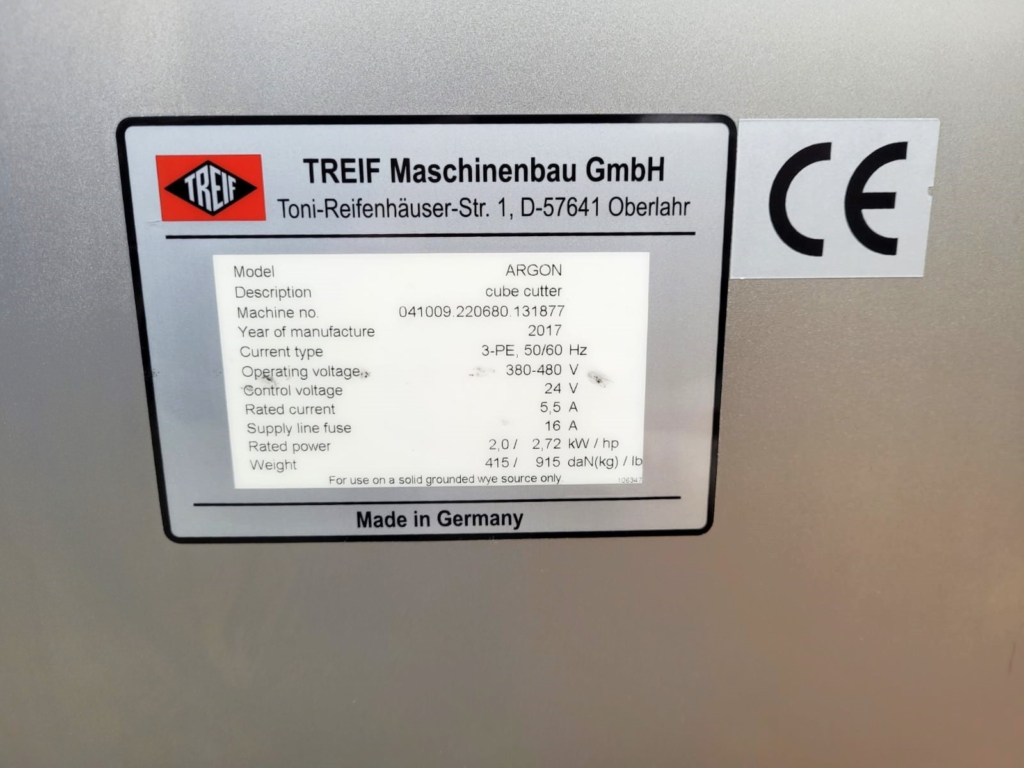 TREIF
TREIF Maschinenbau GmbH
Toni-Reifenhäuser-Str. 1, D-57641 Oberlahr
CE
Model ARGON
Description cube cutter
Machine no. 041009.220680.131877
Year of manufacture 2017
Current type 3-PE, 50/60 Hz
Operating voltage 380-480 V
Control voltage 24 V
Rated current 5,5 A
Supply line fuse 16 A
Rated power 2,0 / 2,72 kW / hp
Weight 415 / 915 daN(kg) / lb
For use on a solid grounded wye source only
Made in Germany